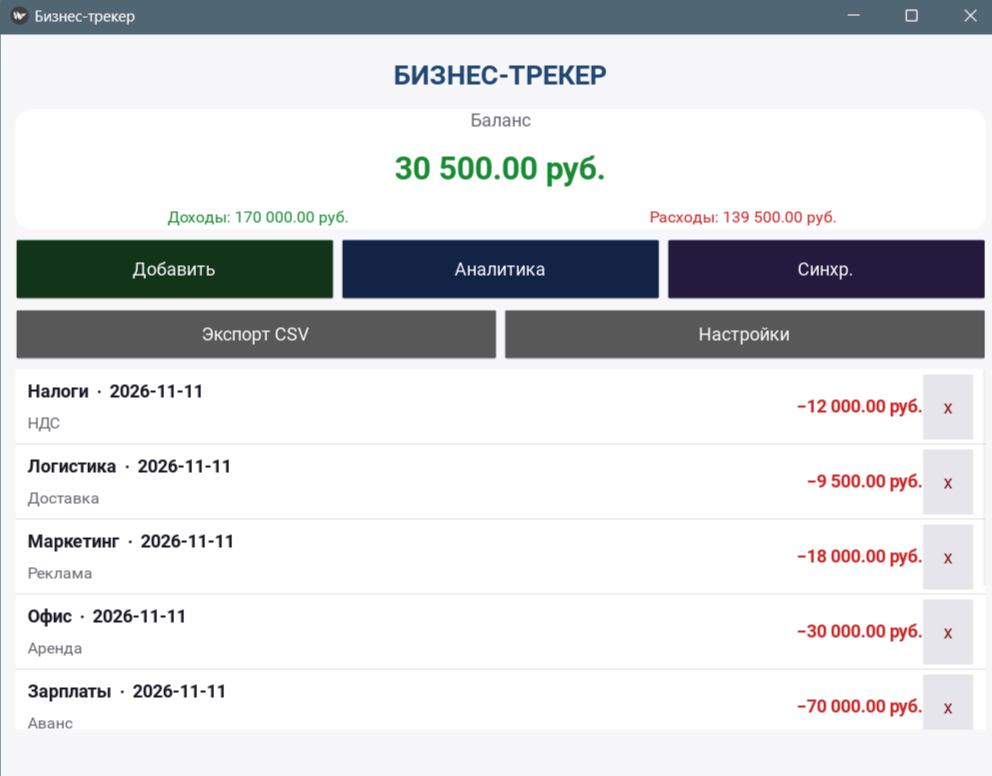 Бизнес-трекер
БИЗНЕС-ТРЕКЕР
Баланс
30 500.00 руб.
Доходы: 170 000.00 руб. Расходы: 139 500.00 руб.
Добавить Аналитика Синхр.
Экспорт CSV Настройки
Налоги · 2026-11-11
−12 000.00 руб. x
НДС
Логистика · 2026-11-11
−9 500.00 руб. x
Доставка
Маркетинг · 2026-11-11
−18 000.00 руб. x
Реклама
Офис · 2026-11-11
−30 000.00 руб. x
Аренда
Зарплаты · 2026-11-11
−70 000.00 руб. x
Аванс